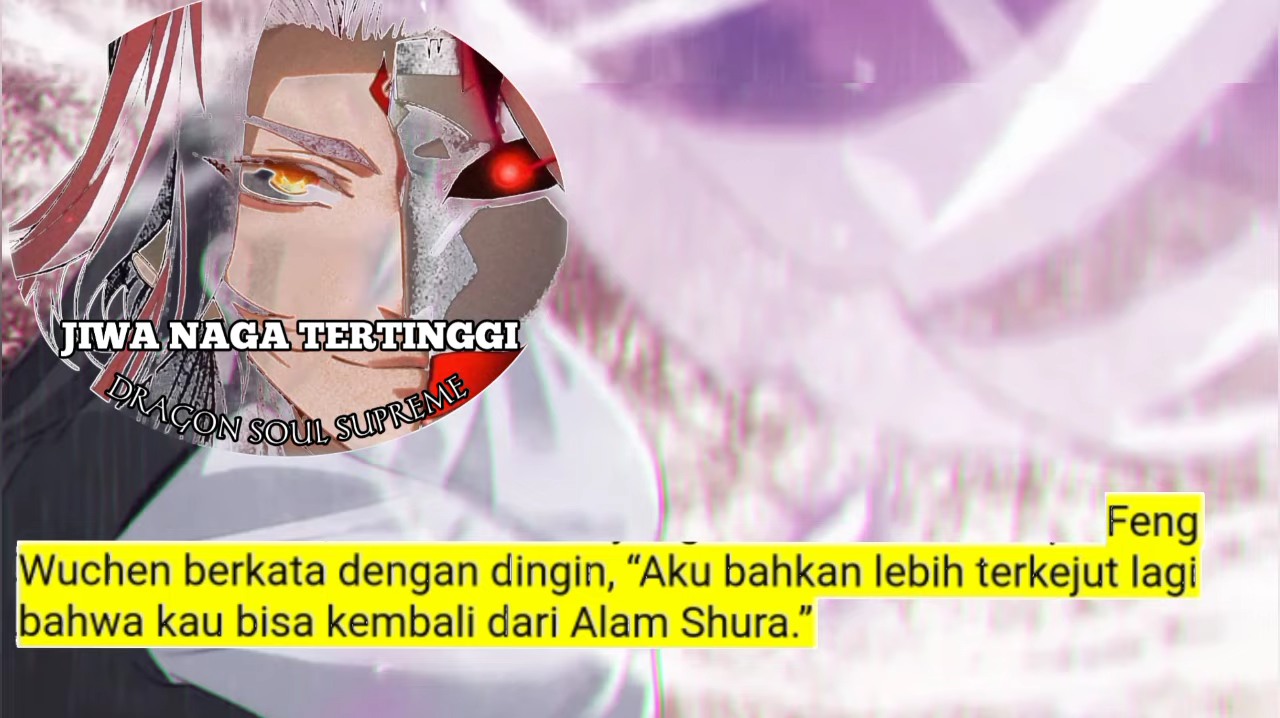 JIWA NAGA TERTINGGI
DRAGON SOUL SUPREME
Feng
Wuchen berkata dengan dingin, “Aku bahkan lebih terkejut lagi
bahwa kau bisa kembali dari Alam Shura.”